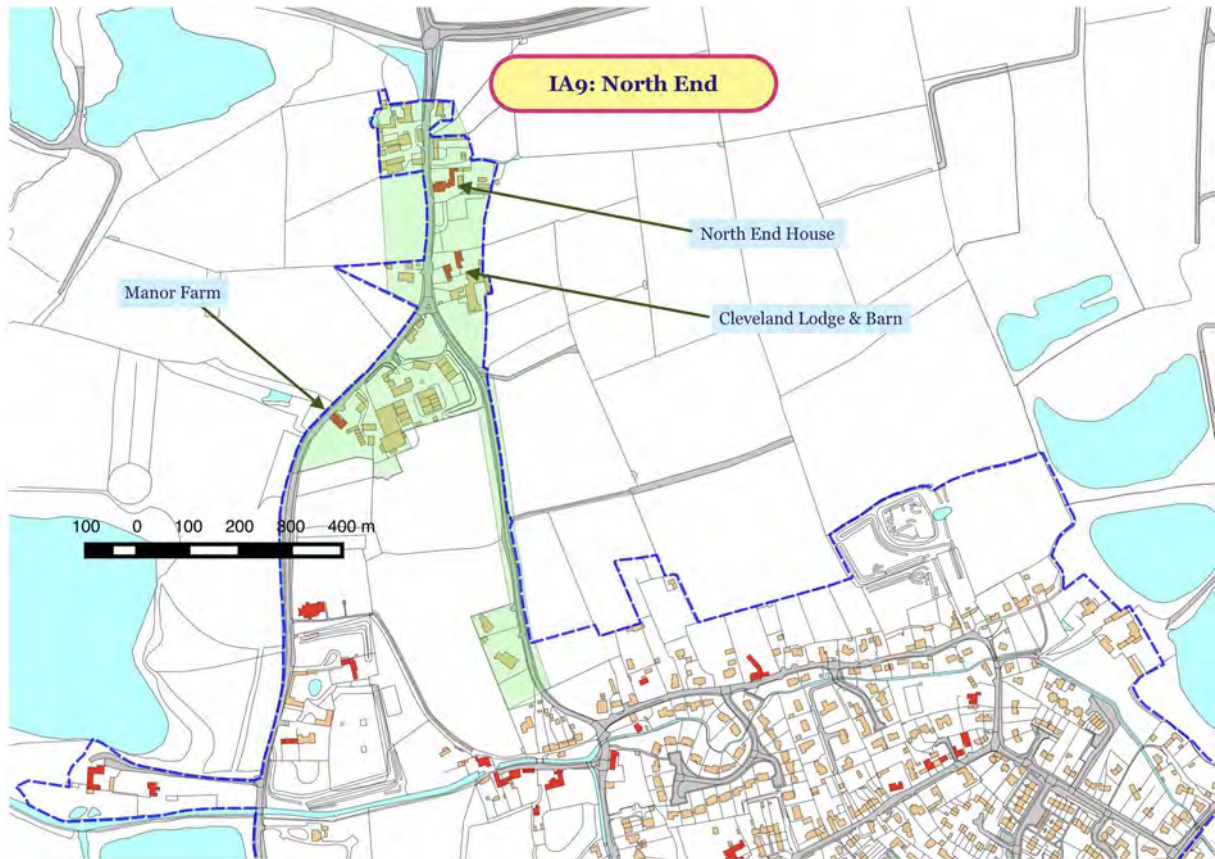 IA9: North End
North End House
Manor Farm
Cleveland Lodge & Barn
100 0 100 200 300 400 m